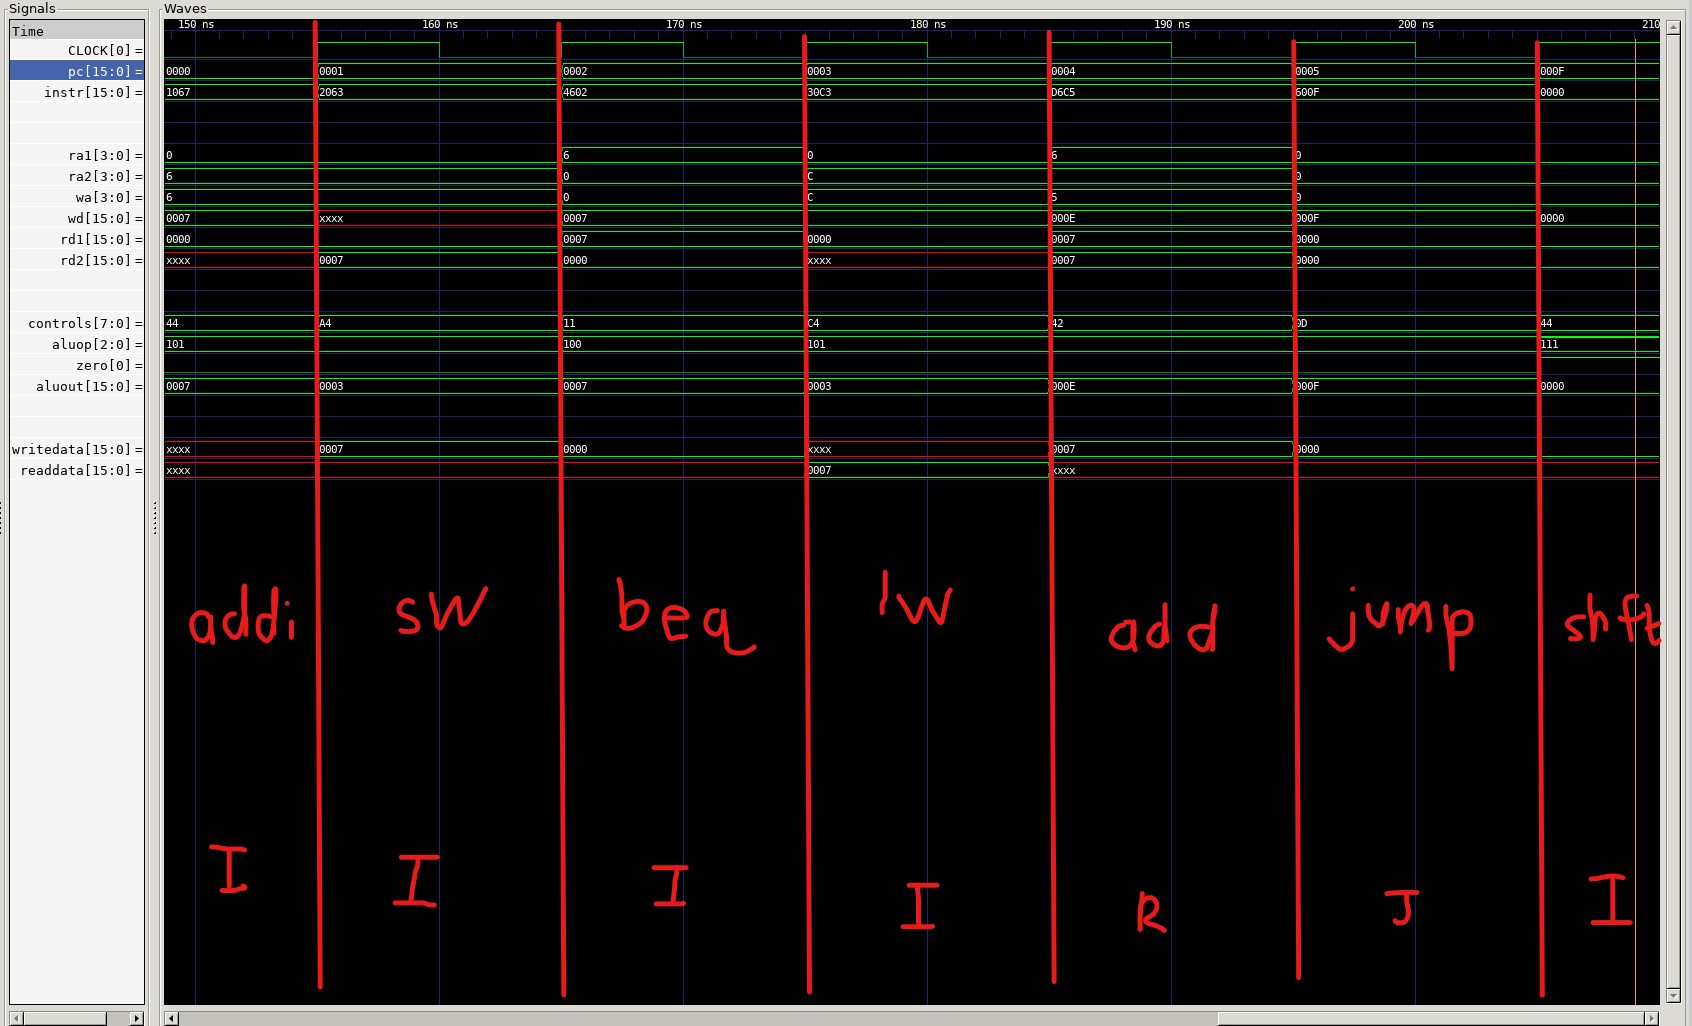 Signals Waves
Time 150 ns 160 ns 170 ns 180 ns 190 ns 200 ns 210
CLOCK[0] =
pc[15:0] = 0000 0001 0002 0003 0004 0005 000F
instr[15:0] = 1067 2063 4602 30C3 D6C5 600F 0000
ra1[3:0] = 0 6 0 6 0
ra2[3:0] = 6 0 C 0
wa[3:0] = 6 0 C 5 0
wd[15:0] = 0007 xxxx 0007 000E 000F 0000
rd1[15:0] = 0000 0007 0000 0007 0000
rd2[15:0] = xxxx 0007 0000 xxxx 0007 0000
controls[7:0] = 44 A4 11 C4 42 0D 44
aluop[2:0] = 101 100 101 111
zero[0] =
aluout[15:0] = 0007 0003 0007 0003 000E 000F 0000
writedata[15:0] = xxxx 0007 0000 xxxx 0007 0000
readdata[15:0] = xxxx 0007 xxxx
addi sw beq lw add jump shft
I I I I R J I